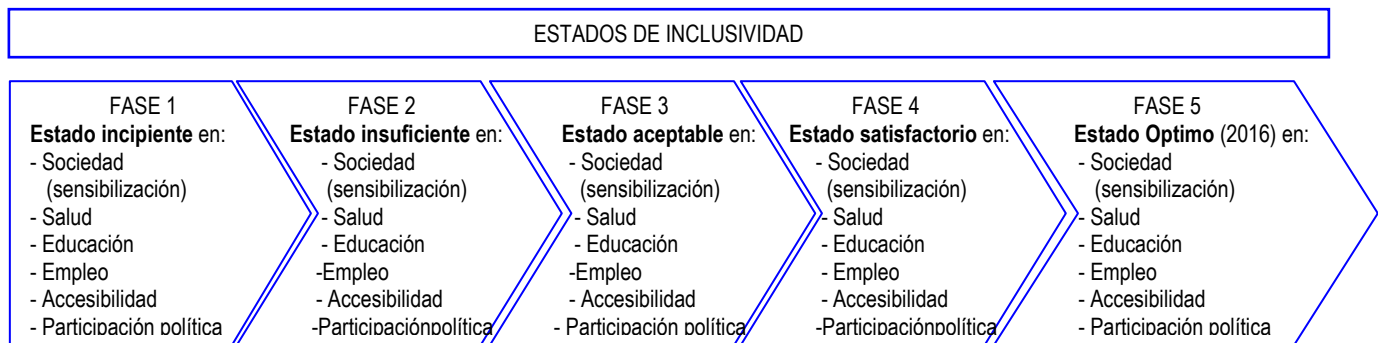 ESTADOS DE INCLUSIVIDAD
FASE 1
Estado incipiente en:
- Sociedad
(sensibilización)
- Salud
- Educación
- Empleo
- Accesibilidad
- Participación política
FASE 2
Estado insuficiente en:
- Sociedad
(sensibilización)
- Salud
- Educación
-Empleo
- Accesibilidad
-Participaciónpolítica
FASE 3
Estado aceptable en:
- Sociedad
(sensibilización)
- Salud
- Educación
-Empleo
- Accesibilidad
- Participación política
FASE 4
Estado satisfactorio en:
- Sociedad
(sensibilización)
- Salud
- Educación
- Empleo
- Accesibilidad
-Participaciónpolítica
FASE 5
Estado Optimo (2016) en:
- Sociedad
(sensibilización)
- Salud
- Educación
- Empleo
- Accesibilidad
- Participación política